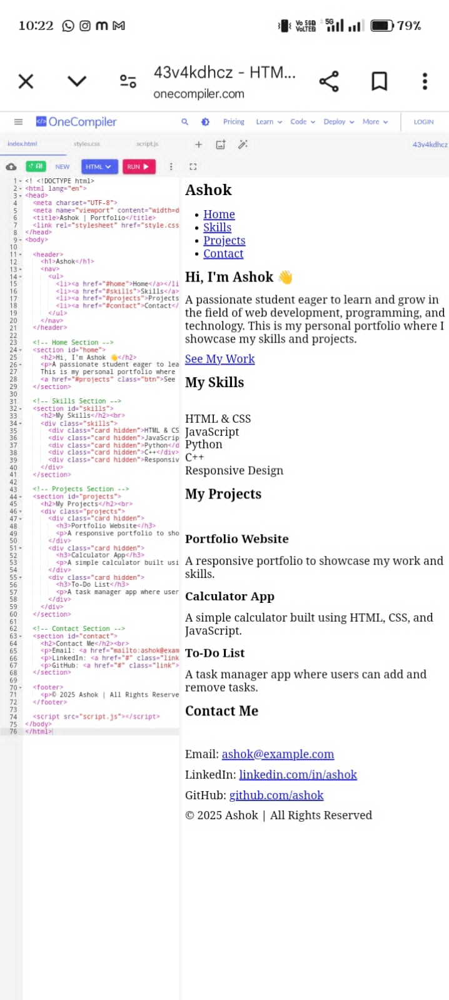 10:22
Vo 5GD VoLTE 5G 79%
43v4kdhcz - HTM...
onecompiler.com
OneCompiler Pricing Learn Code Deploy More LOGIN
index.html styles.css script.js 43v4kdhcz
AI NEW HTML RUN
1 <! <!DOCTYPE html>
2 <html lang="en">
3 <head>
4 <meta charset="UTF-8">
5 <meta name="viewport" content="width=d
6 <title>Ashok | Portfolio</title>
7 <link rel="stylesheet" href="style.css
8 </head>
9 <body>
10
11 <header>
12 <h1>Ashok</h1>
13 <nav>
14 <ul>
15 <li><a href="#home">Home</a></li
16 <li><a href="#skills">Skills</a>
17 <li><a href="#projects">Projects
18 <li><a href="#contact">Contact</
19 </ul>
20 </nav>
21 </header>
22
23 <!-- Home Section -->
24 <section id="home">
25 <h2>Hi, I'm Ashok 👋</h2>
26 <p>A passionate student eager to lea
27 This is my personal portfolio where
28 <a href="#projects" class="btn">See
29 </section>
30
31 <!-- Skills Section -->
32 <section id="skills">
33 <h2>My Skills</h2><br>
34 <div class="skills">
35 <div class="card hidden">HTML & CS
36 <div class="card hidden">JavaScrip
37 <div class="card hidden">Python</d
38 <div class="card hidden">C++</div>
39 <div class="card hidden">Responsiv
40 </div>
41 </section>
42
43 <!-- Projects Section -->
44 <section id="projects">
45 <h2>My Projects</h2><br>
46 <div class="projects">
47 <div class="card hidden">
48 <h3>Portfolio Website</h3>
49 <p>A responsive portfolio to sho
50 </div>
51 <div class="card hidden">
52 <h3>Calculator App</h3>
53 <p>A simple calculator built usi
54 </div>
55 <div class="card hidden">
56 <h3>To-Do List</h3>
57 <p>A task manager app where user
58 </div>
59 </div>
60 </section>
61
62 <!-- Contact Section -->
63 <section id="contact">
64 <h2>Contact Me</h2><br>
65 <p>Email: <a href="mailto:ashok@exam
66 <p>LinkedIn: <a href="#" class="link
67 <p>GitHub: <a href="#" class="link">
68 </section>
69
70 <footer>
71 <p>© 2025 Ashok | All Rights Reserve
72 </footer>
73
74 <script src="script.js"></script>
75 </body>
76 </html>
Ashok
• Home
• Skills
• Projects
• Contact
Hi, I'm Ashok 👋
A passionate student eager to learn and grow in
the field of web development, programming, and
technology. This is my personal portfolio where I
showcase my skills and projects.
See My Work
My Skills
HTML & CSS
JavaScript
Python
C++
Responsive Design
My Projects
Portfolio Website
A responsive portfolio to showcase my work and
skills.
Calculator App
A simple calculator built using HTML, CSS, and
JavaScript.
To-Do List
A task manager app where users can add and
remove tasks.
Contact Me
Email: ashok@example.com
LinkedIn: linkedin.com/in/ashok
GitHub: github.com/ashok
© 2025 Ashok | All Rights Reserved